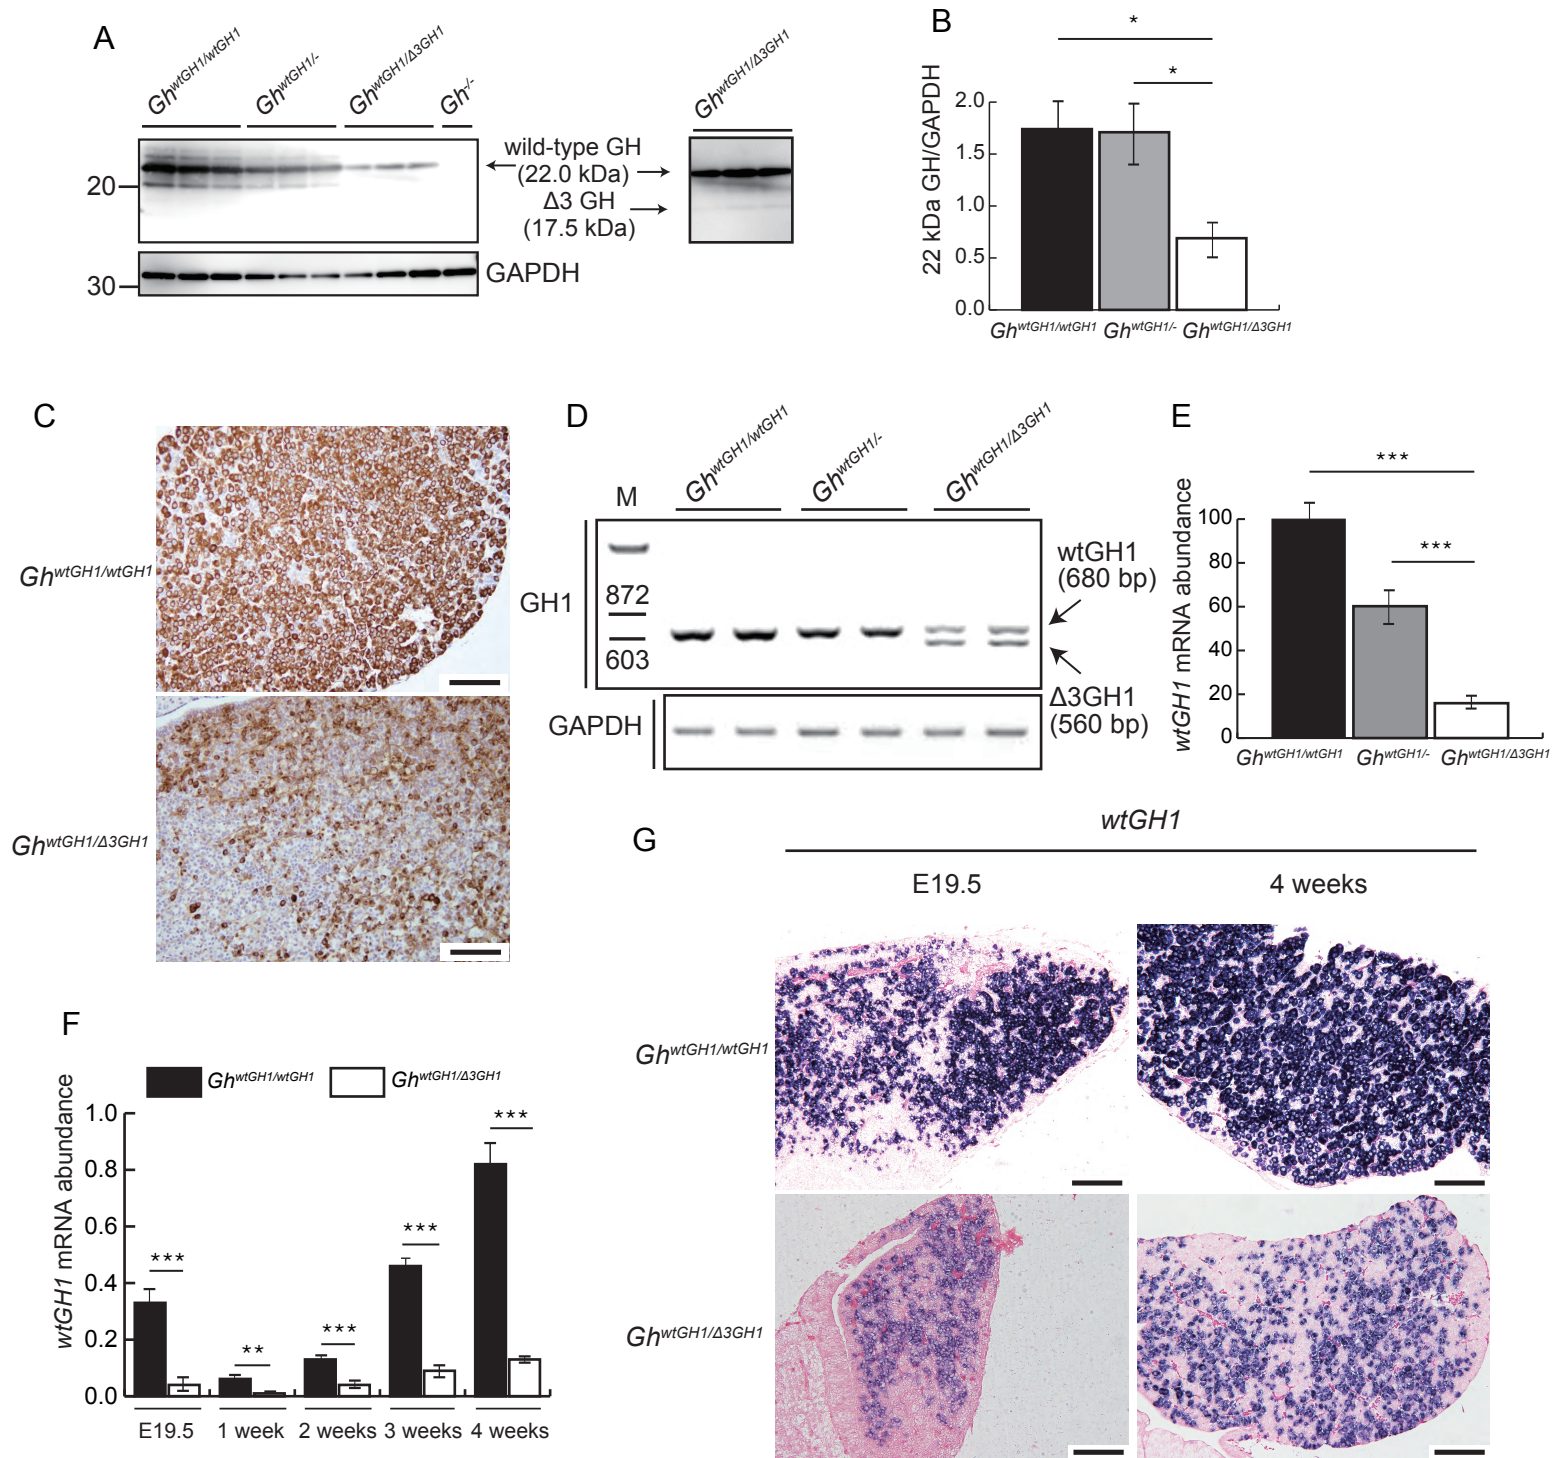 A
Gh^wtGH1/wtGH1
Gh^wtGH1/-
Gh^wtGH1/Δ3GH1
Gh^-/-
20
30
wild-type GH
(22.0 kDa)
Δ3 GH
(17.5 kDa)
GAPDH
Gh^wtGH1/Δ3GH1
B
*
*
22 kDa GH/GAPDH
2.0
1.5
1.0
0.5
0.0
Gh^wtGH1/wtGH1 Gh^wtGH1/- Gh^wtGH1/Δ3GH1
C
Gh^wtGH1/wtGH1
Gh^wtGH1/Δ3GH1
D
Gh^wtGH1/wtGH1
Gh^wtGH1/-
Gh^wtGH1/Δ3GH1
M
GH1
872
603
wtGH1
(680 bp)
Δ3GH1
(560 bp)
GAPDH
E
***
***
wtGH1 mRNA abundance
100
80
60
40
20
0
Gh^wtGH1/wtGH1 Gh^wtGH1/- Gh^wtGH1/Δ3GH1
F
Gh^wtGH1/wtGH1 Gh^wtGH1/Δ3GH1
wtGH1 mRNA abundance
1.0
0.8
0.6
0.4
0.2
0.0
***
**
***
***
***
E19.5 1 week 2 weeks 3 weeks 4 weeks
G
wtGH1
E19.5 4 weeks
Gh^wtGH1/wtGH1
Gh^wtGH1/Δ3GH1